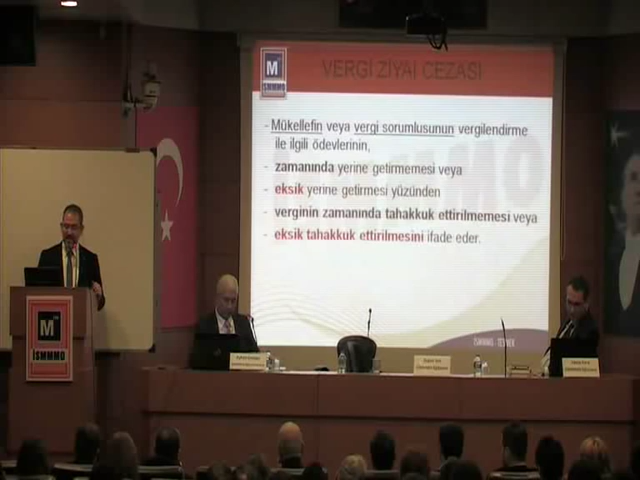 M
İSMMMO
VERGİ ZIYAI CEZASI
- Mükellefin veya vergi sorumlusunun vergilendirme
ile ilgili ödevlerinin,
- zamanında yerine getirmemesi veya
- eksik yerine getirmesi yüzünden
- verginin zamanında tahakkuk ettirilmemesi veya
- eksik tahakkuk ettirilmesini ifade eder.
İSMMMO
M
İSMMMO